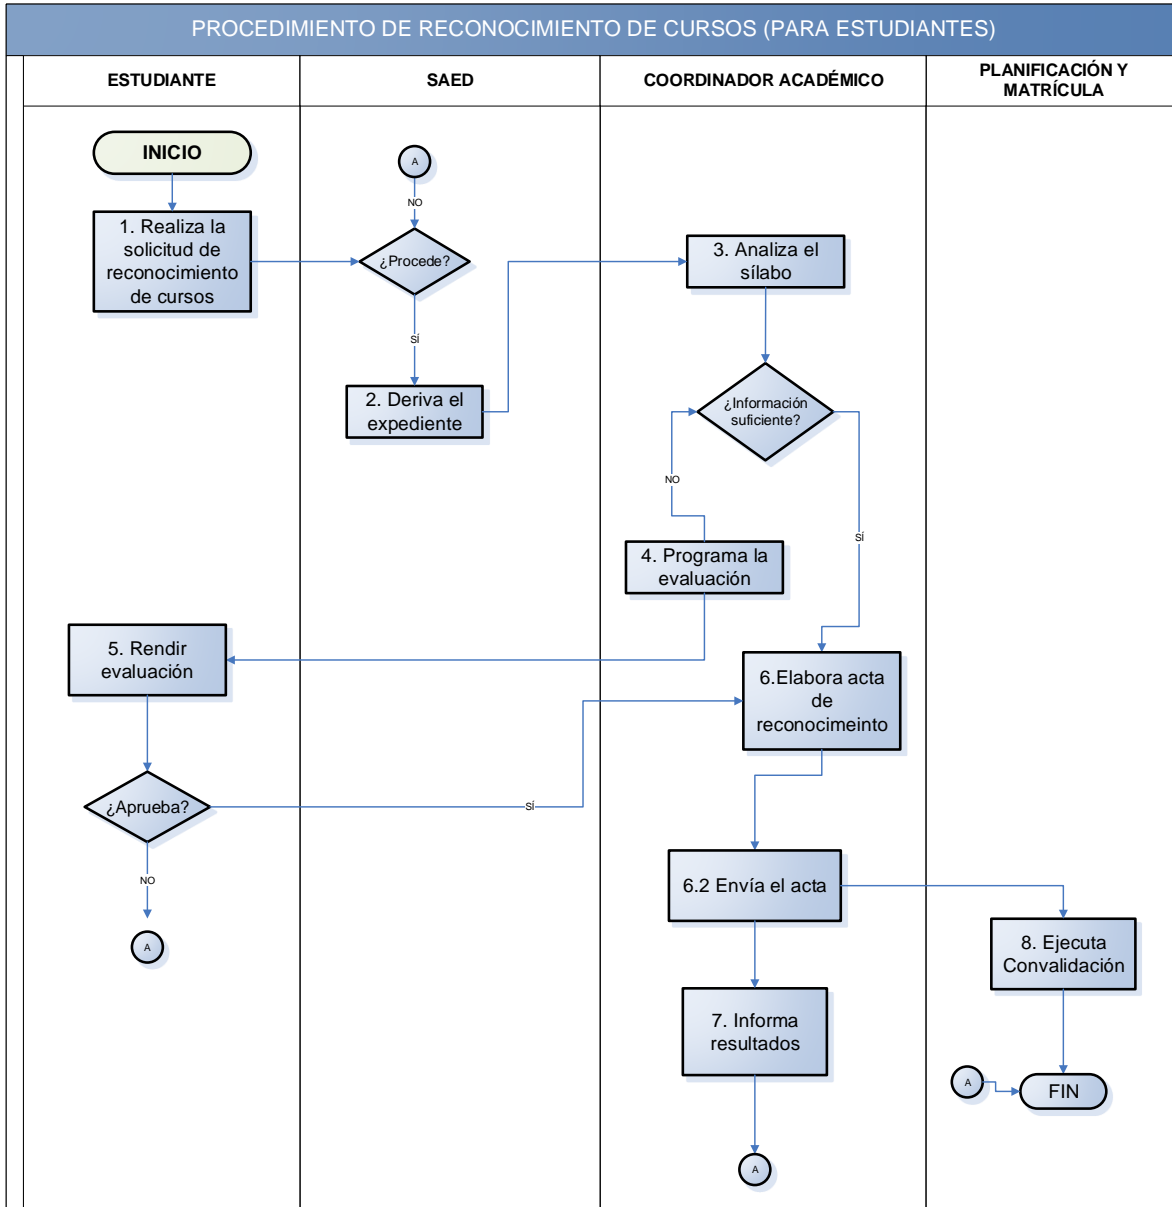 PROCEDIMIENTO DE RECONOCIMIENTO DE CURSOS (PARA ESTUDIANTES)
ESTUDIANTE
SAED
COORDINADOR ACADÉMICO
PLANIFICACIÓN Y
MATRÍCULA
INICIO
A
NO
1. Realiza la
solicitud de
reconocimiento
de cursos
¿Procede?
3. Analiza el
sílabo
SÍ
2. Deriva el
expediente
¿Información
suficiente?
NO
SÍ
4. Programa la
evaluación
5. Rendir
evaluación
6.Elabora acta
de
reconocimeinto
¿Aprueba?
SÍ
NO
A
6.2 Envía el acta
8. Ejecuta
Convalidación
7. Informa
resultados
A
FIN
A